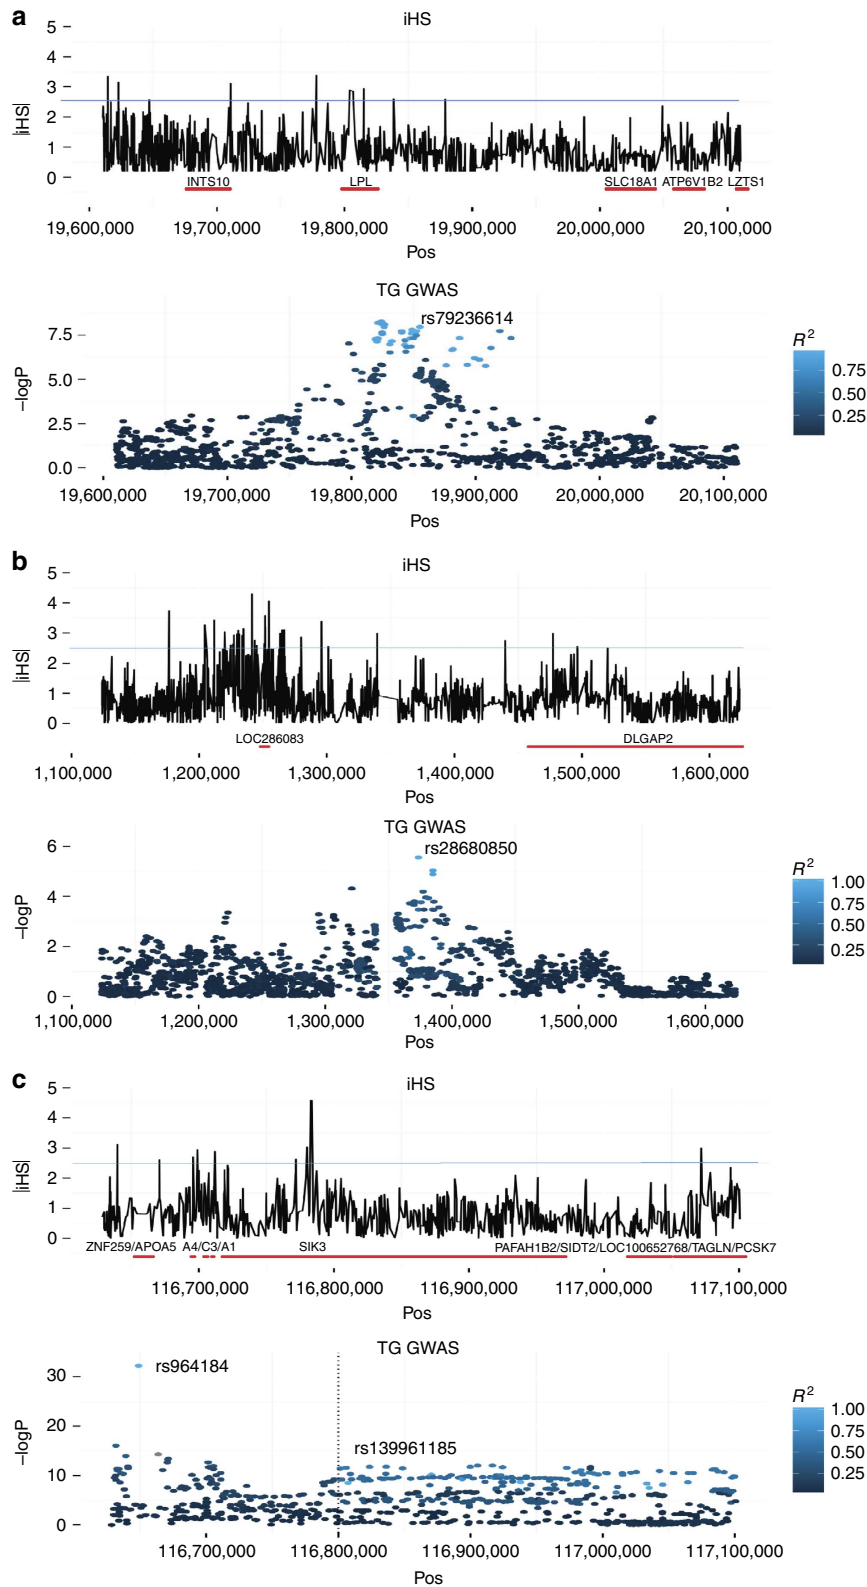 a
iHS
5
4
3
2
1
0
|iHS|
INTS10 LPL SLC18A1 ATP6V1B2 LZTS1
19,600,000 19,700,000 19,800,000 19,900,000 20,000,000 20,100,000
Pos
TG GWAS
rs79236614
7.5
5.0
2.5
0.0
–logP
R²
0.75
0.50
0.25
19,600,000 19,700,000 19,800,000 19,900,000 20,000,000 20,100,000
Pos
b
iHS
5
4
3
2
1
0
|iHS|
LOC286083 DLGAP2
1,100,000 1,200,000 1,300,000 1,400,000 1,500,000 1,600,000
Pos
TG GWAS
rs28680850
6
4
2
0
–logP
R²
1.00
0.75
0.50
0.25
1,100,000 1,200,000 1,300,000 1,400,000 1,500,000 1,600,000
Pos
c
iHS
5
4
3
2
1
0
|iHS|
ZNF259/APOA5 A4/C3/A1 SIK3 PAFAH1B2/SIDT2/LOC100652768/TAGLN/PCSK7
116,700,000 116,800,000 116,900,000 117,000,000 117,100,000
Pos
TG GWAS
rs964184
rs139961185
30
20
10
0
–logP
R²
1.00
0.75
0.50
0.25
116,700,000 116,800,000 116,900,000 117,000,000 117,100,000
Pos